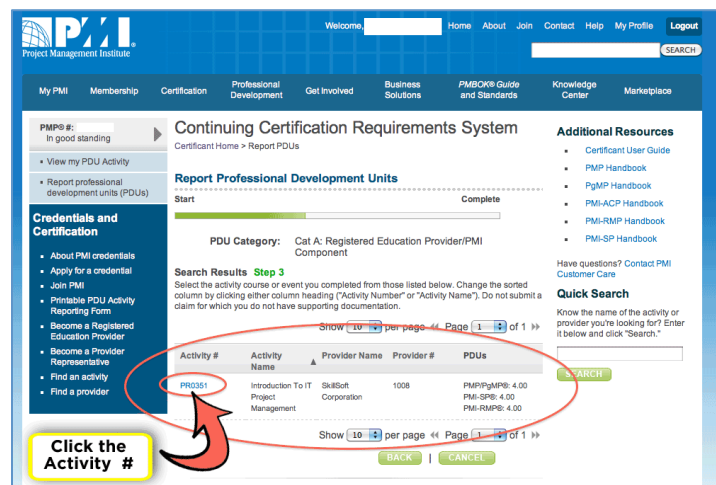 Welcome,
Home About Join Contact Help My Profile Logout
PMI®
Project Management Institute
SEARCH
My PMI Membership Certification Professional Development Get Involved Business Solutions PMBOK® Guide and Standards Knowledge Center Marketplace
PMP® #:
In good standing
View my PDU Activity
Report professional
development units (PDUs)
Credentials and
Certification
About PMI credentials
Apply for a credential
Join PMI
Printable PDU Activity
Reporting Form
Become a Registered
Education Provider
Become a Provider
Representative
Find an activity
Find a provider
Continuing Certification Requirements System
Certificant Home > Report PDUs
Report Professional Development Units
Start Complete
PDU Category: Cat A: Registered Education Provider/PMI
Component
Search Results Step 3
Select the activity course or event you completed from those listed below. Change the sorted
column by clicking either column heading ("Activity Number" or "Activity Name"). Do not submit a
claim for which you do not have supporting documentation.
Show 10 per page Page 1 of 1
Activity # Activity Name Provider Name Provider # PDUs
PR0351 Introduction To IT SkillSoft 1008 PMP/PgMP®: 4.00
Project Corporation PMI-SP®: 4.00
Management PMI-RMP®: 4.00
Show 10 per page Page 1 of 1
BACK | CANCEL
Additional Resources
Certificant User Guide
PMP Handbook
PgMP Handbook
PMI-ACP Handbook
PMI-RMP Handbook
PMI-SP Handbook
Have questions? Contact PMI
Customer Care
Quick Search
Know the name of the activity or
provider you're looking for? Enter
it below and click "Search."
SEARCH
Click the
Activity #